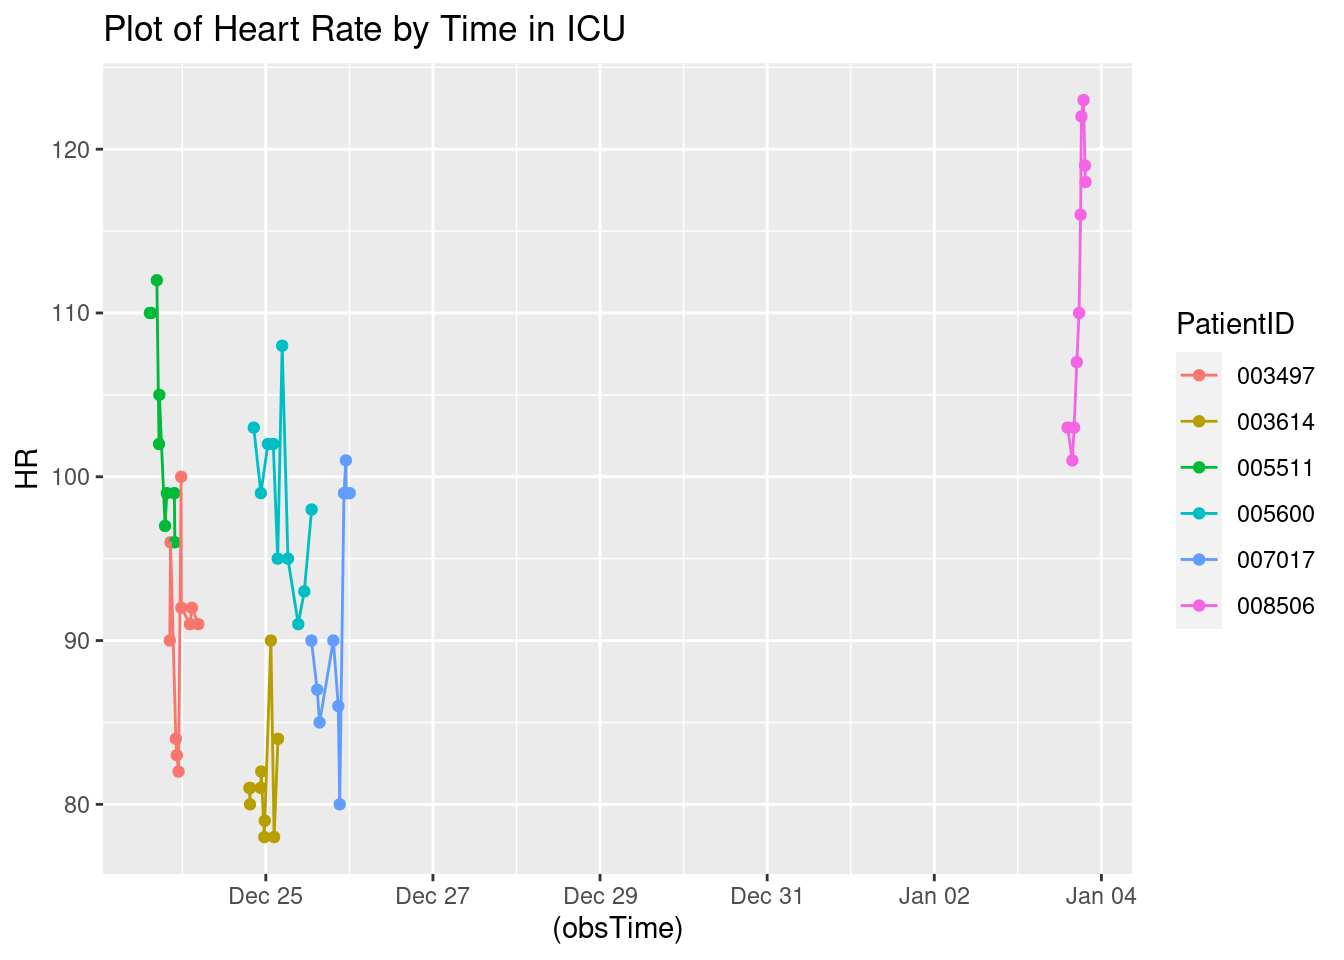 Plot of Heart Rate by Time in ICU
120
110
100
90
80
HR
Dec 25
Dec 27
Dec 29
Dec 31
Jan 02
Jan 04
(obsTime)
PatientID
003497
003614
005511
005600
007017
008506